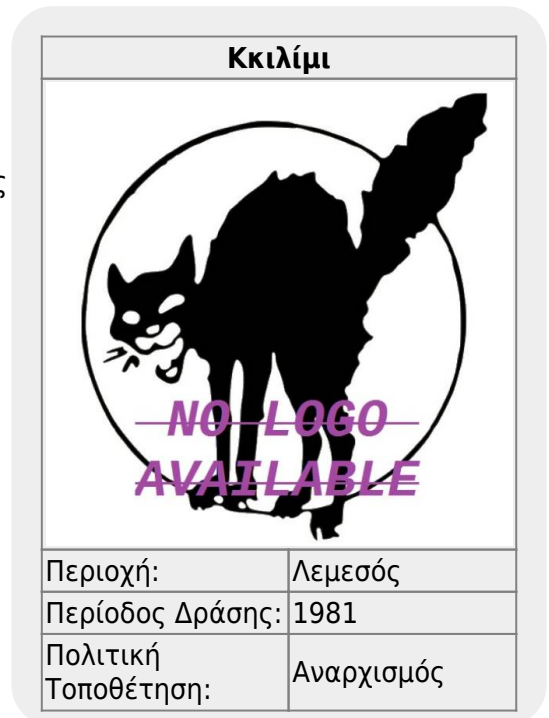 Κκιλίμι
ς
NO LOGO
AVAILABLE
Περιοχή:
Λεμεσός
Περίοδος Δράσης:
1981
Πολιτική
Τοποθέτηση:
Αναρχισμός